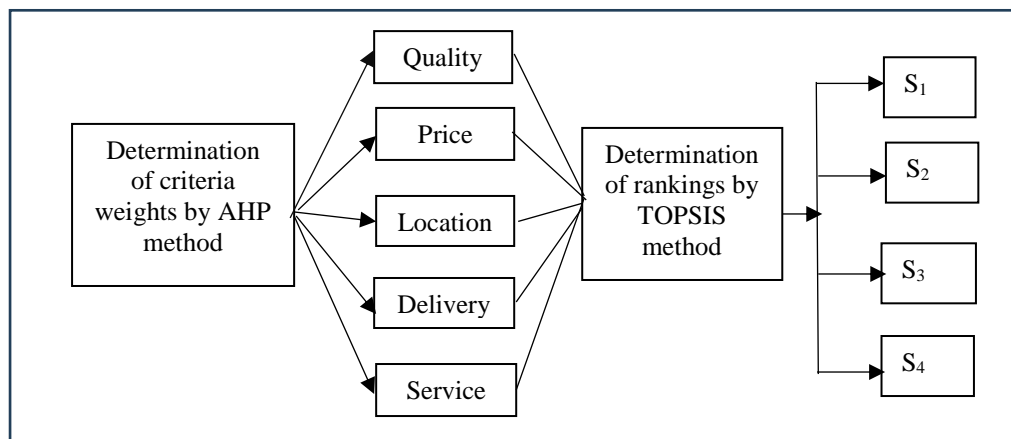 Determination
of criteria
weights by AHP
method
Quality
Price
Location
Delivery
Service
Determination
of rankings by
TOPSIS
method
S₁
S₂
S₃
S₄